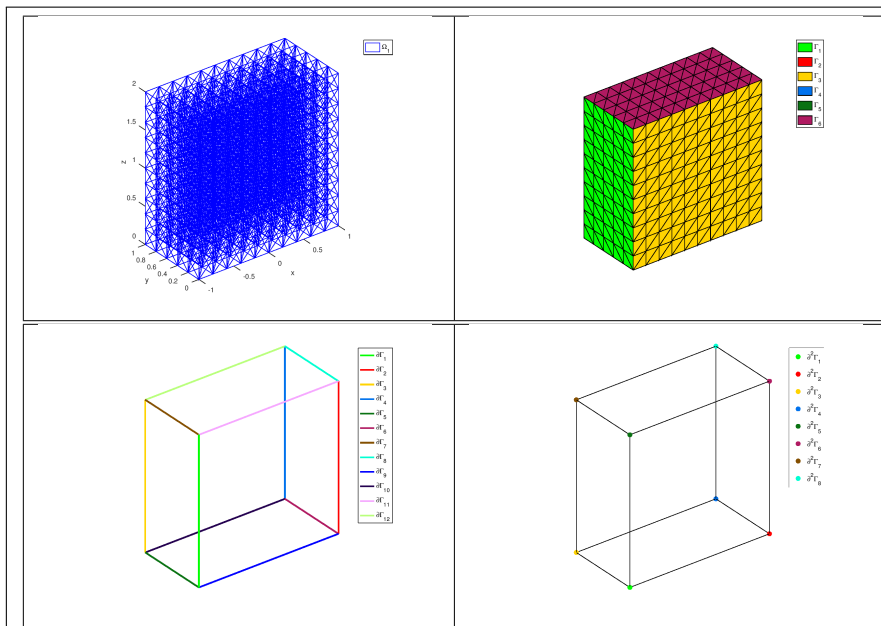 Ω₁
2
1.5
z
1
0.5
0
1
0.8
0.6
0.4
0.2
0
y
-1
-0.5
0
x
0.5
1
Γ₁
Γ₂
Γ₃
Γ₄
Γ₅
Γ₆
∂Γ₁
∂Γ₂
∂Γ₃
∂Γ₄
∂Γ₅
∂Γ₆
∂Γ₇
∂Γ₈
∂Γ₉
∂Γ₁₀
∂Γ₁₁
∂Γ₁₂
∂²Γ₁
∂²Γ₂
∂²Γ₃
∂²Γ₄
∂²Γ₅
∂²Γ₆
∂²Γ₇
∂²Γ₈